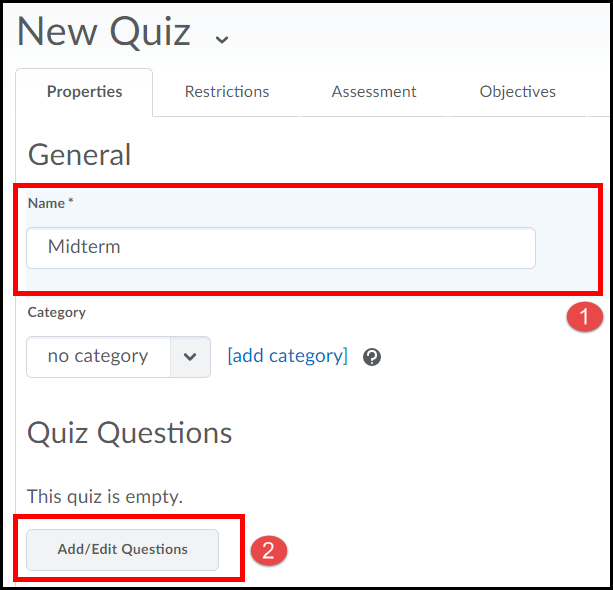 New Quiz
Properties Restrictions Assessment Objectives
General
Name *
Midterm
1
Category
no category [add category] ?
Quiz Questions
This quiz is empty.
Add/Edit Questions 2